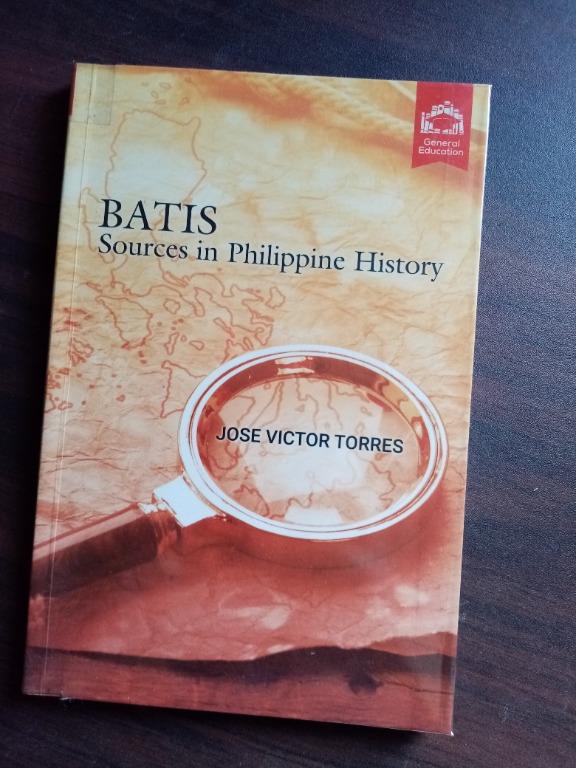 General
Education
BATIS
Sources in Philippine History
JOSE VICTOR TORRES